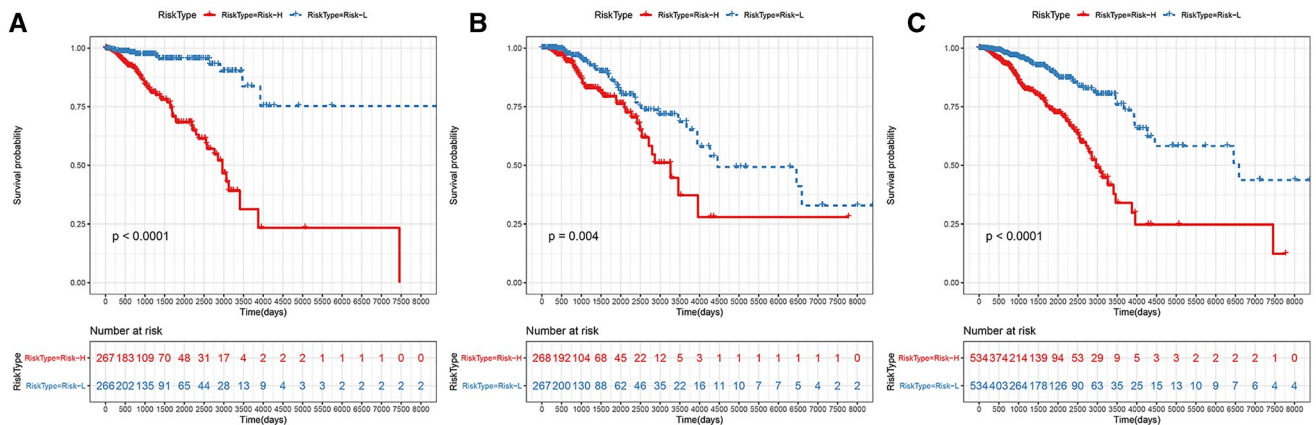 A
RiskType RiskType=Risk-H RiskType=Risk-L
1.00
0.75
0.50
0.25
0.00
Survival probability
p < 0.0001
0 500 1000 1500 2000 2500 3000 3500 4000 4500 5000 5500 6000 6500 7000 7500 8000
Time(days)
Number at risk
RiskType
RiskType=Risk-H 267 183 109 70 48 31 17 4 2 2 2 1 1 1 1 0 0
RiskType=Risk-L 266 202 135 91 65 44 28 13 9 4 3 3 2 2 2 2 2
0 500 1000 1500 2000 2500 3000 3500 4000 4500 5000 5500 6000 6500 7000 7500 8000
Time(days)
B
RiskType RiskType=Risk-H RiskType=Risk-L
1.00
0.75
0.50
0.25
0.00
Survival probability
p = 0.004
0 500 1000 1500 2000 2500 3000 3500 4000 4500 5000 5500 6000 6500 7000 7500 8000
Time(days)
Number at risk
RiskType
RiskType=Risk-H 268 192 104 68 45 22 12 5 3 1 1 1 1 1 1 1 0
RiskType=Risk-L 267 200 130 88 62 46 35 22 16 11 10 7 7 5 4 2 2
0 500 1000 1500 2000 2500 3000 3500 4000 4500 5000 5500 6000 6500 7000 7500 8000
Time(days)
C
RiskType RiskType=Risk-H RiskType=Risk-L
1.00
0.75
0.50
0.25
0.00
Survival probability
p < 0.0001
0 500 1000 1500 2000 2500 3000 3500 4000 4500 5000 5500 6000 6500 7000 7500 8000
Time(days)
Number at risk
RiskType
RiskType=Risk-H 534 374 214 139 94 53 29 9 5 3 3 2 2 2 2 1 0
RiskType=Risk-L 534 403 264 178 126 90 63 35 25 15 13 10 9 7 6 4 4
0 500 1000 1500 2000 2500 3000 3500 4000 4500 5000 5500 6000 6500 7000 7500 8000
Time(days)